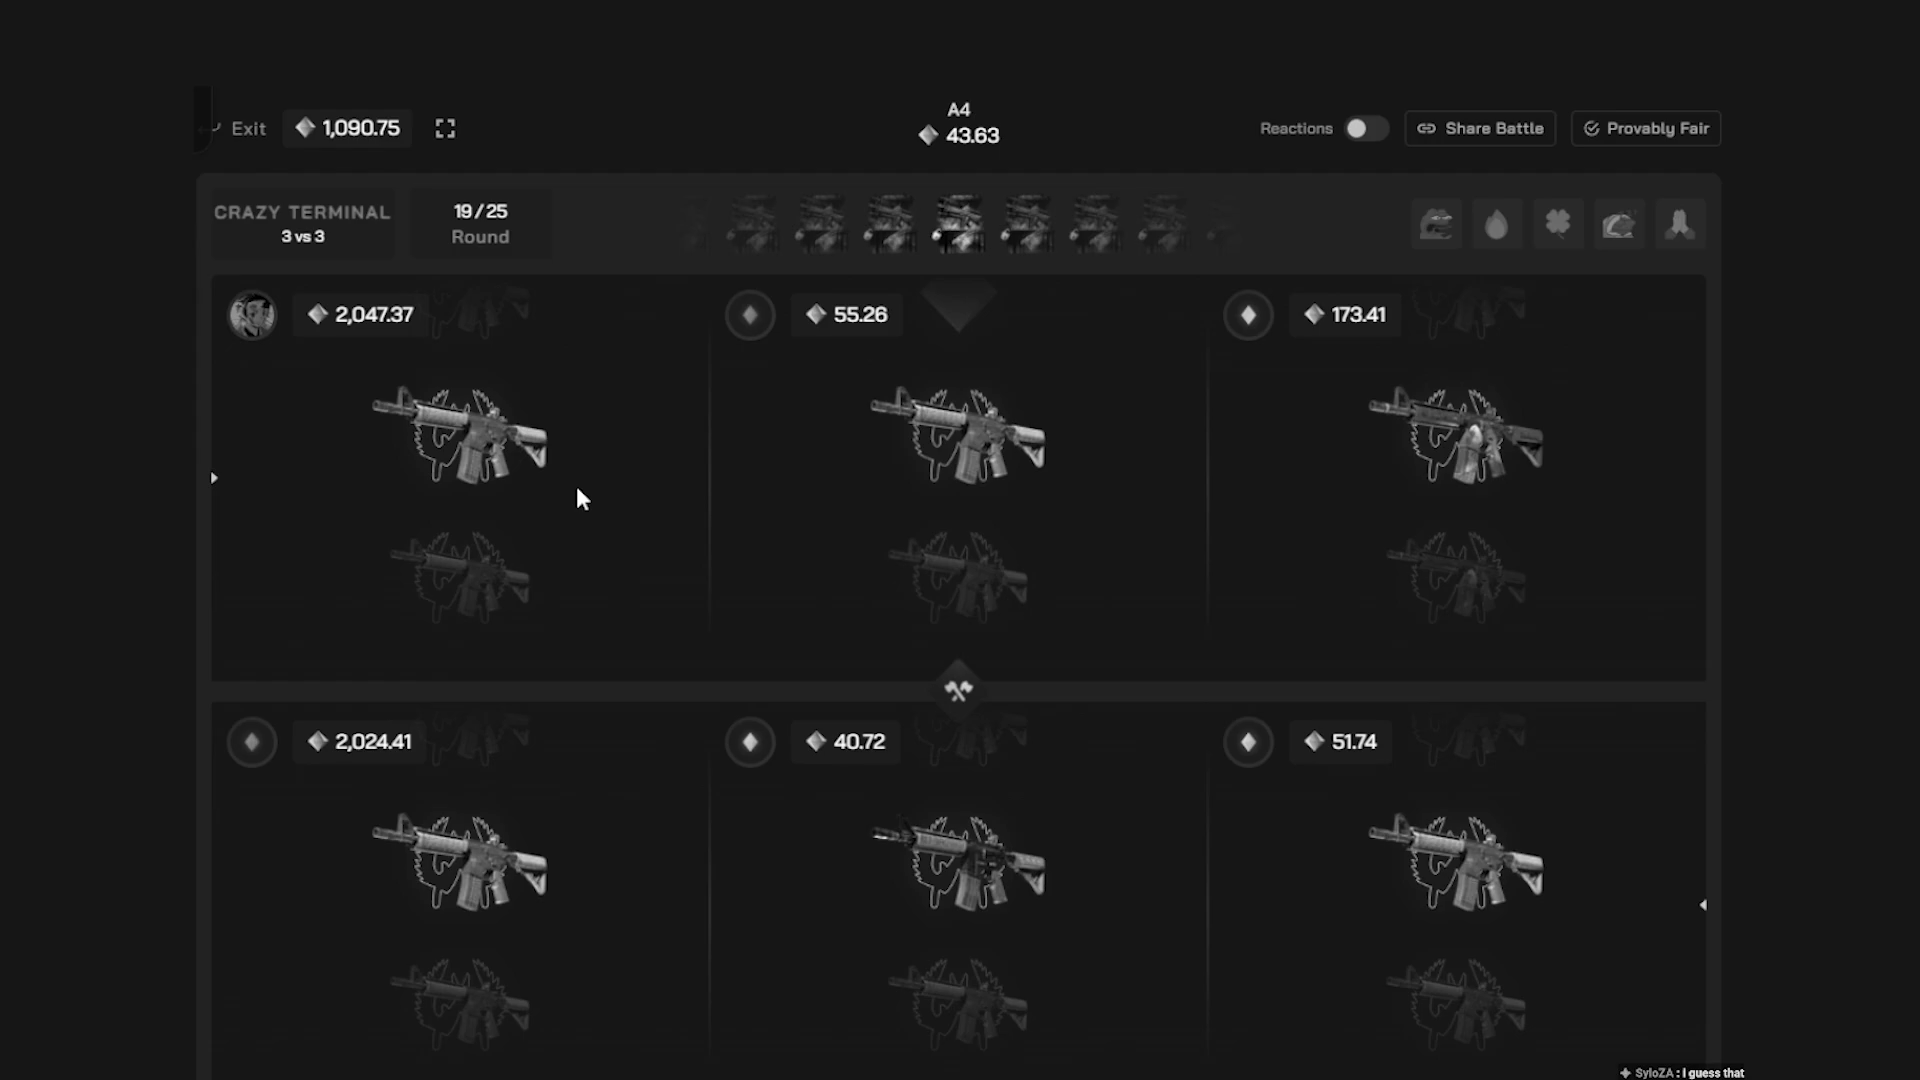 Exit
1,090.75
A4
43.63
Reactions
Share Battle
Provably Fair
CRAZY TERMINAL
3 vs 3
19 / 25
Round
2,047.37
55.26
173.41
2,024.41
40.72
51.74
SyloZA : I guess that